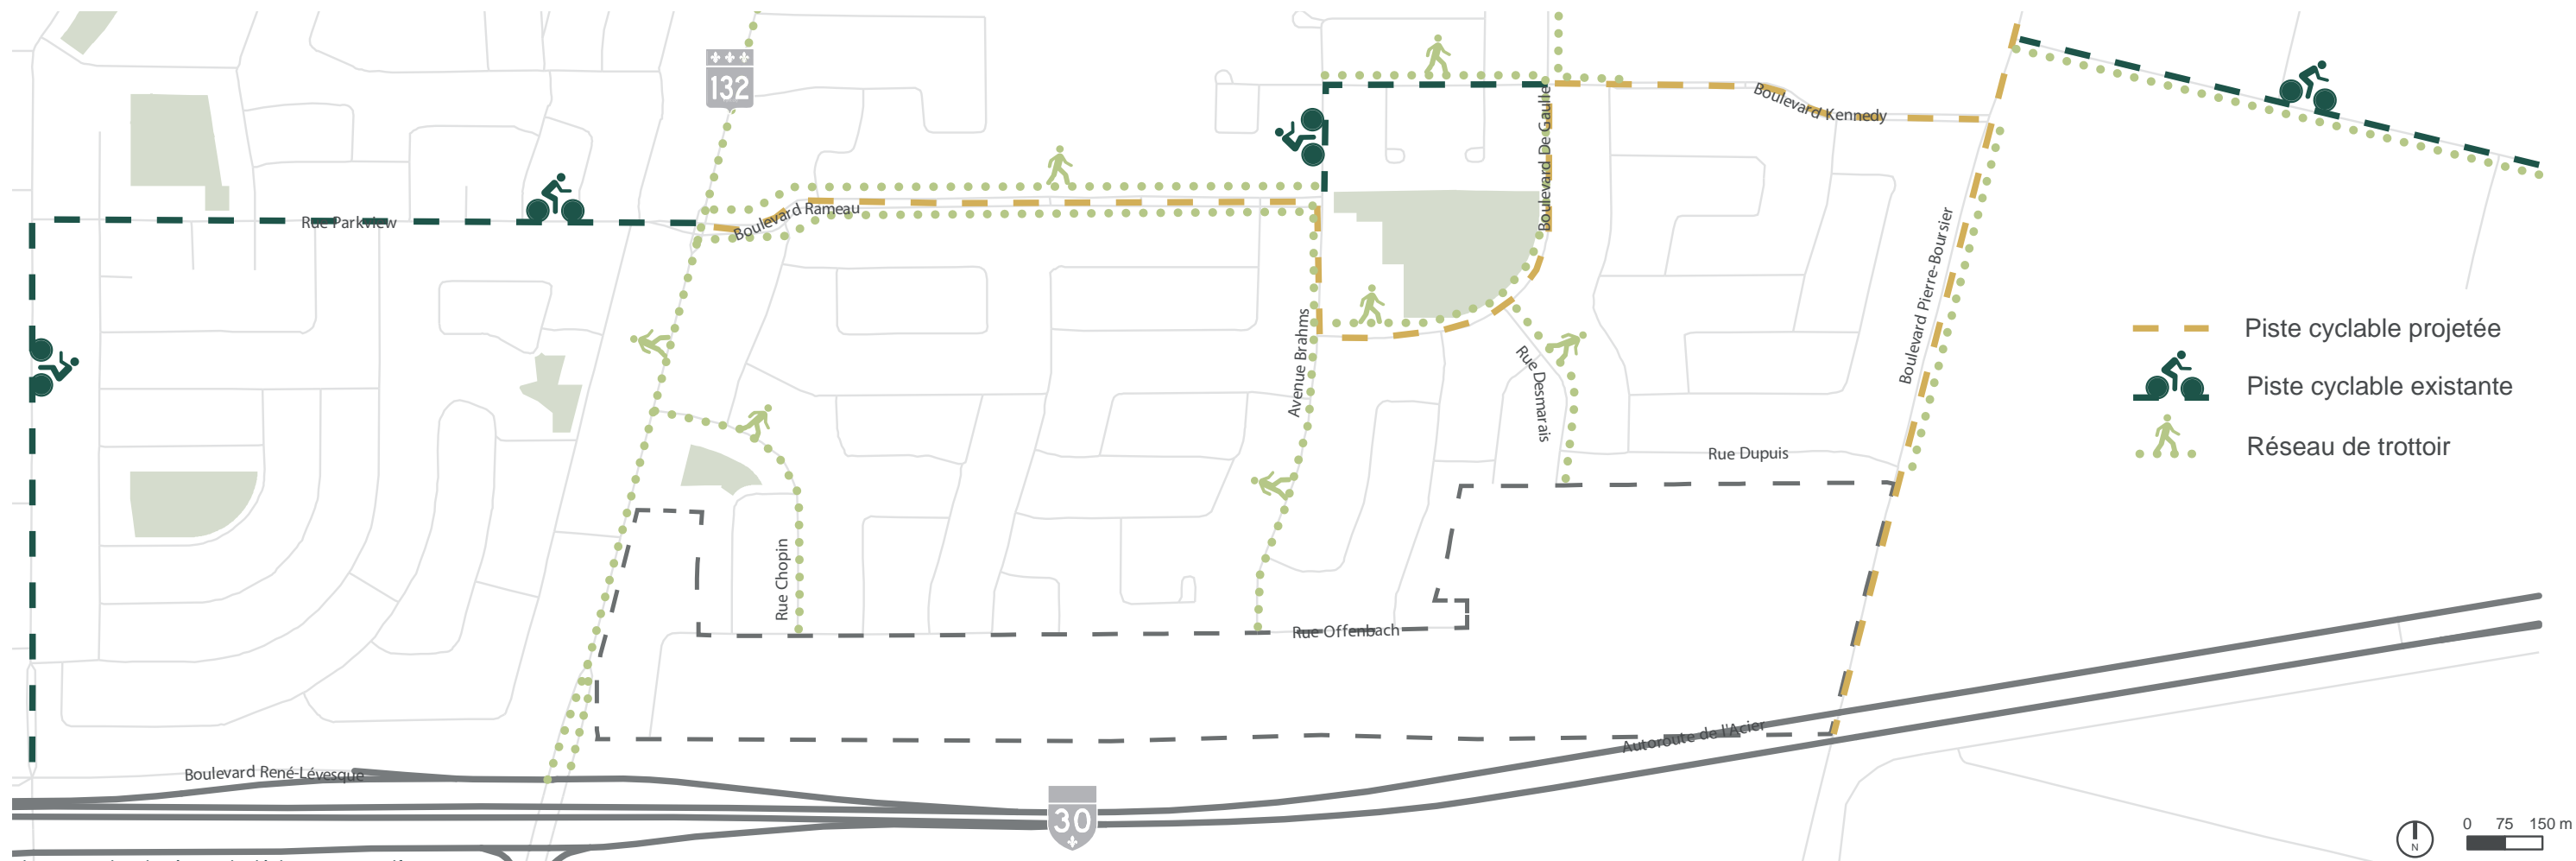 132
Boulevard De Gaulle
Boulevard Kennedy
Rue Parkview
Boulevard Rameau
Boulevard Pierre-Boursier
Avenue Brahms
Rue Desmarais
Rue Dupuis
Piste cyclable projetée
Piste cyclable existante
Réseau de trottoir
Rue Chopin
Rue Offenbach
Autoroute de l'Acier
Boulevard René-Lévesque
30
N
0 75 150 m